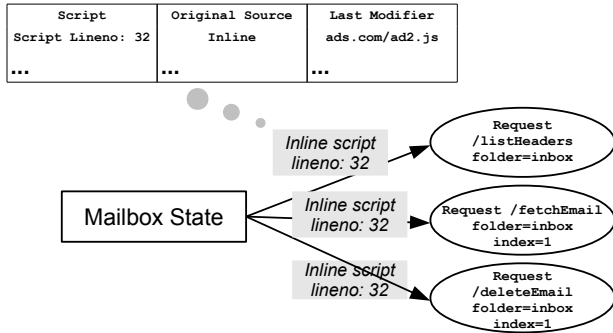 Script
Script Lineno: 32
...
Original Source
Inline
...
Last Modifier
ads.com/ad2.js
...
Inline script
lineno: 32
Request
/listHeaders
folder=inbox
Mailbox State
Inline script
lineno: 32
Request /fetchEmail
folder=inbox
index=1
Inline script
lineno: 32
Request
/deleteEmail
folder=inbox
index=1